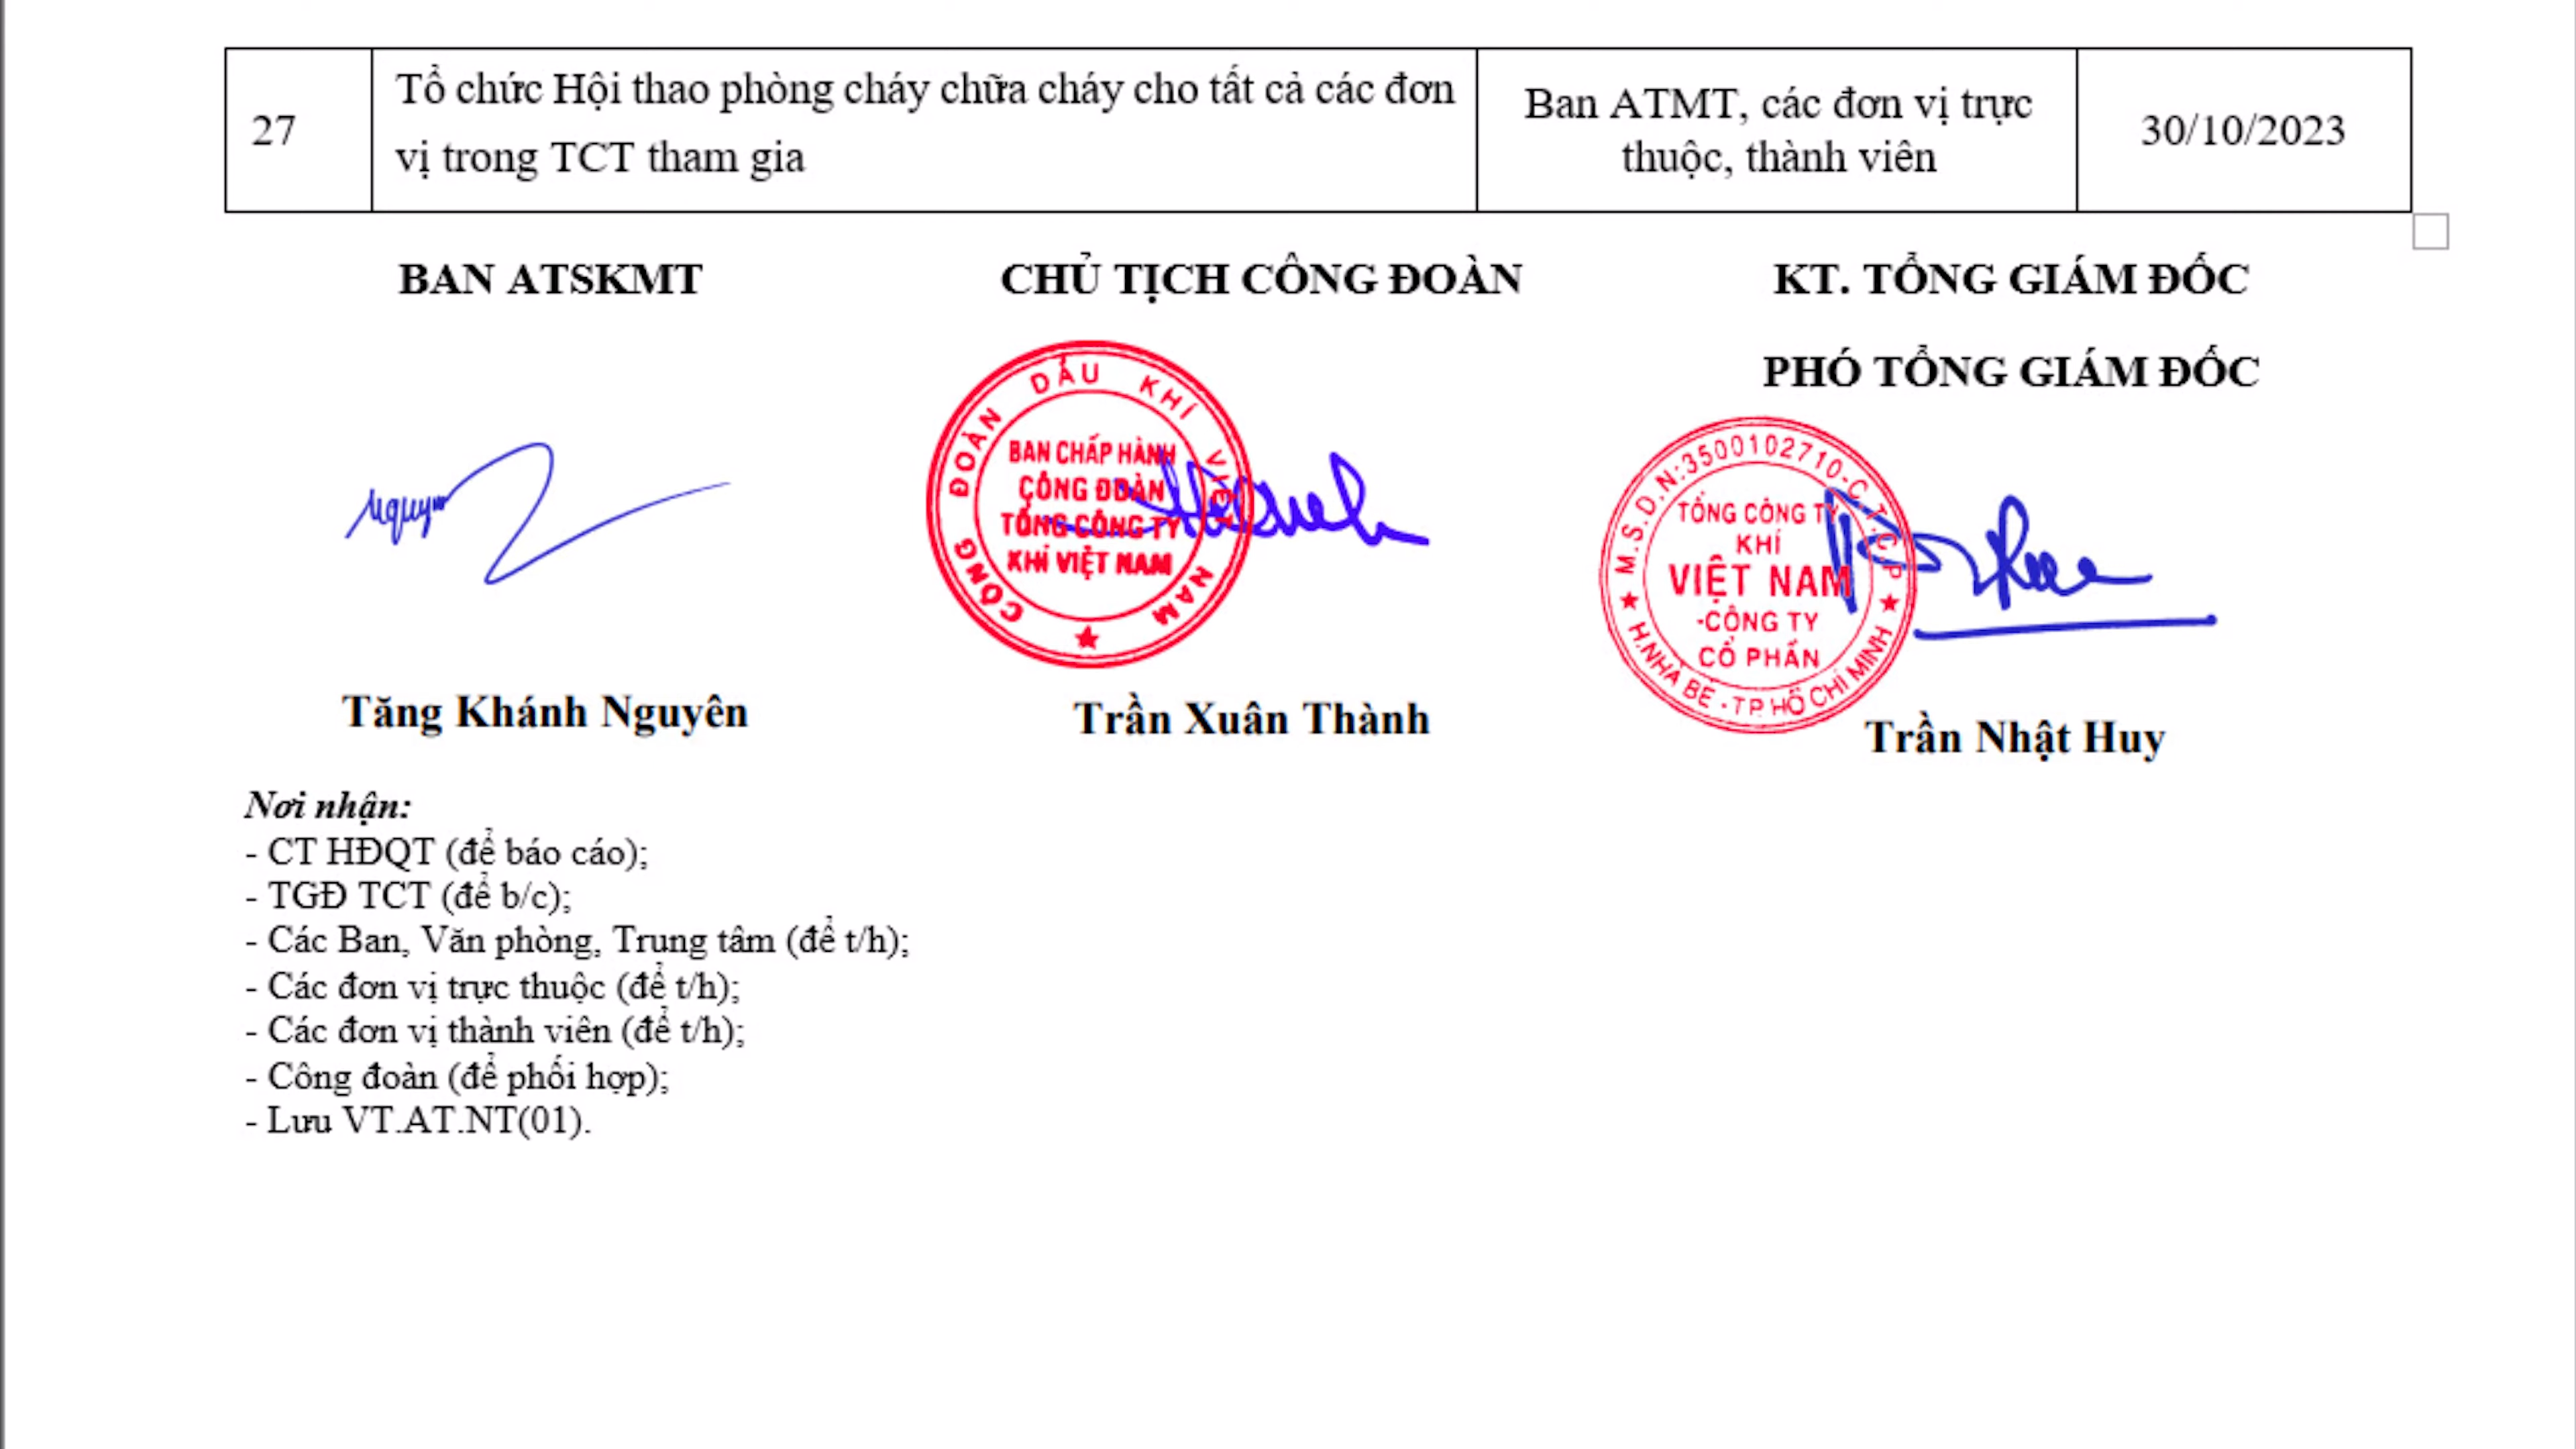 27
Tổ chức Hội thao phòng cháy chữa cháy cho tất cả các đơn
vị trong TCT tham gia
Ban ATMT, các đơn vị trực
thuộc, thành viên
30/10/2023
BAN ATSKMT
CHỦ TỊCH CÔNG ĐOÀN
KT. TỔNG GIÁM ĐỐC
PHÓ TỔNG GIÁM ĐỐC
CÔNG ĐOÀN DẦU KHÍ VIỆT NAM
BAN CHẤP HÀNH
CÔNG ĐOÀN
TỔNG CÔNG TY
KHÍ VIỆT NAM
M.S.D.N:3500102710-C.T.C.P
TỔNG CÔNG TY
KHÍ
VIỆT NAM
-CÔNG TY
CỔ PHẦN
H.NHÀ BÈ - TP. HỒ CHÍ MINH
Tăng Khánh Nguyên
Trần Xuân Thành
Trần Nhật Huy
Nơi nhận:
- CT HĐQT (để báo cáo);
- TGĐ TCT (để b/c);
- Các Ban, Văn phòng, Trung tâm (để t/h);
- Các đơn vị trực thuộc (để t/h);
- Các đơn vị thành viên (để t/h);
- Công đoàn (để phối hợp);
- Lưu VT.AT.NT(01).